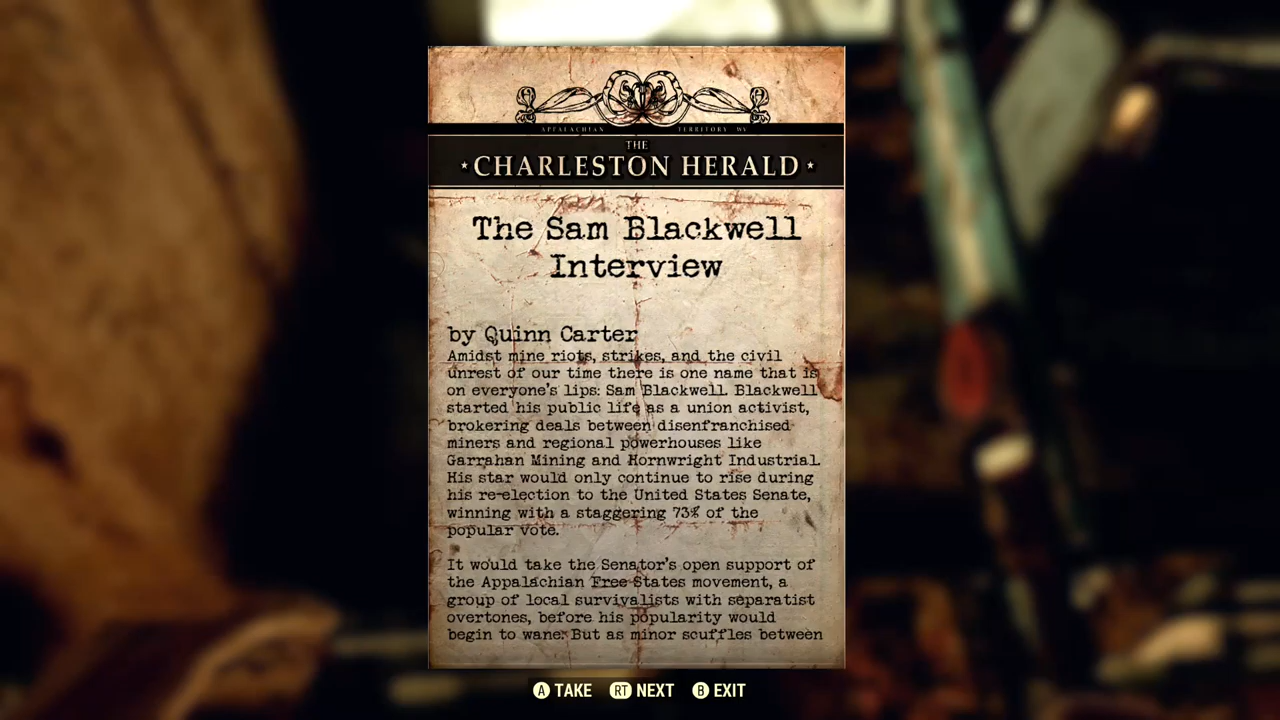 APPALACHIAN TERRITORY WV
THE
CHARLESTON HERALD
The Sam Blackwell
Interview
by Quinn Carter
Amidst mine riots, strikes, and the civil
unrest of our time there is one name that is
on everyone's lips: Sam Blackwell. Blackwell
started his public life as a union activist,
brokering deals between disenfranchised
miners and regional powerhouses like
Garrahan Mining and Hornwright Industrial.
His star would only continue to rise during
his re-election to the United States Senate,
winning with a staggering 73% of the
popular vote.
It would take the Senator's open support of
the Appalachian Free States movement, a
group of local survivalists with separatist
overtones, before his popularity would
begin to wane. But as minor scuffles between
A TAKE RT NEXT B EXIT